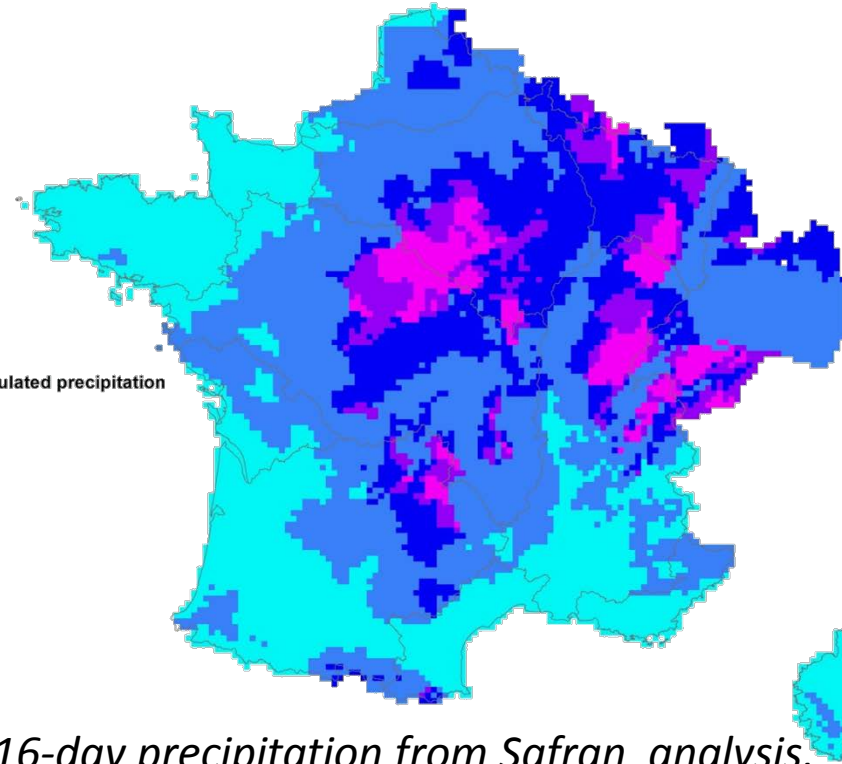 ulated precipitation
16-day precipitation from Safran analysis.